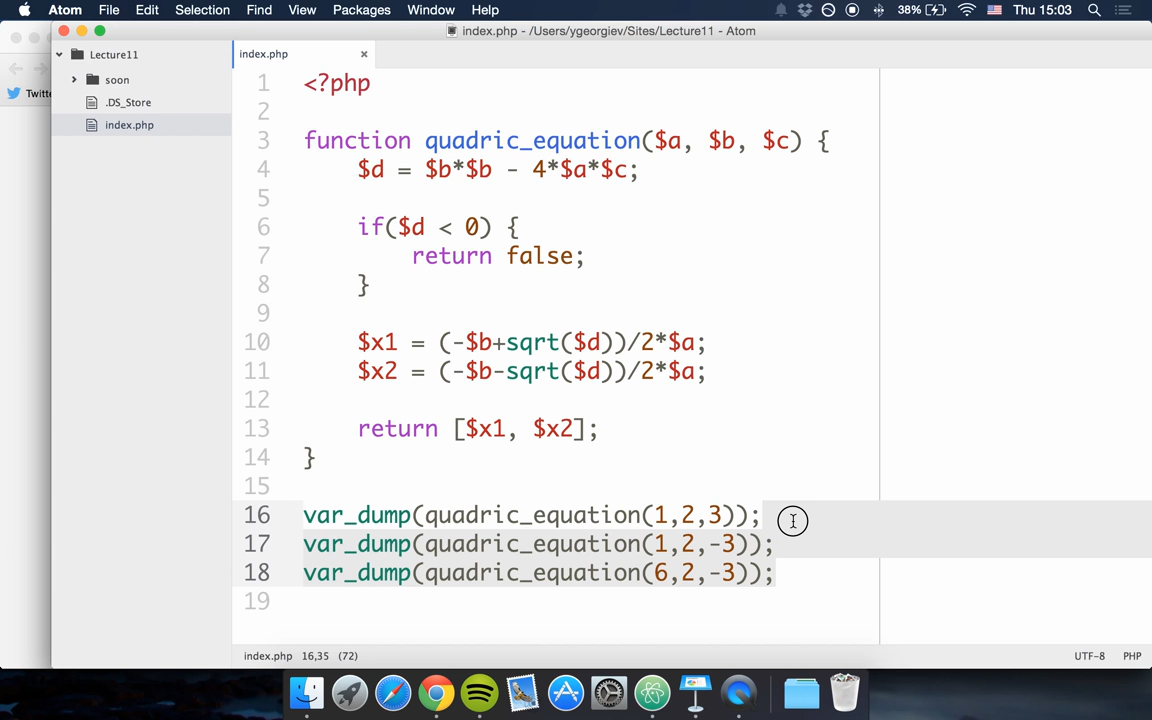 Atom File Edit Selection Find View Packages Window Help 38% Thu 15:03
index.php - /Users/ygeorgiev/Sites/Lecture11 - Atom
Lecture11
soon
.DS_Store
index.php
Twitte
index.php
1 <?php
2
3 function quadric_equation($a, $b, $c) {
4 $d = $b*$b - 4*$a*$c;
5
6 if($d < 0) {
7 return false;
8 }
9
10 $x1 = (-$b+sqrt($d))/2*$a;
11 $x2 = (-$b-sqrt($d))/2*$a;
12
13 return [$x1, $x2];
14 }
15
16 var_dump(quadric_equation(1,2,3));
17 var_dump(quadric_equation(1,2,-3));
18 var_dump(quadric_equation(6,2,-3));
19
index.php 16,35 (72) UTF-8 PHP